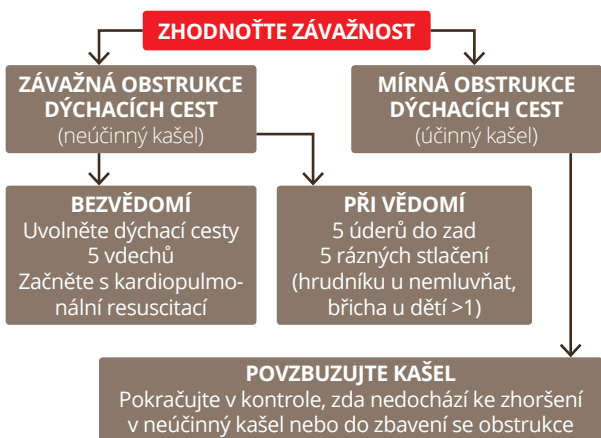 ZHODNOŤTE ZÁVAŽNOST
ZÁVAŽNÁ OBSTRUKCE
DÝCHACÍCH CEST
(neúčinný kašel)
MÍRNÁ OBSTRUKCE
DÝCHACÍCH CEST
(účinný kašel)
BEZVĚDOMÍ
Uvolněte dýchací cesty
5 vdechů
Začněte s kardiopulmo-
nální resuscitací
PŘI VĚDOMÍ
5 úderů do zad
5 rázných stlačení
(hrudníku u nemluvňat,
břicha u dětí >1)
POVZBUZUJTE KAŠEL
Pokračujte v kontrole, zda nedochází ke zhoršení
v neúčinný kašel nebo do zbavení se obstrukce